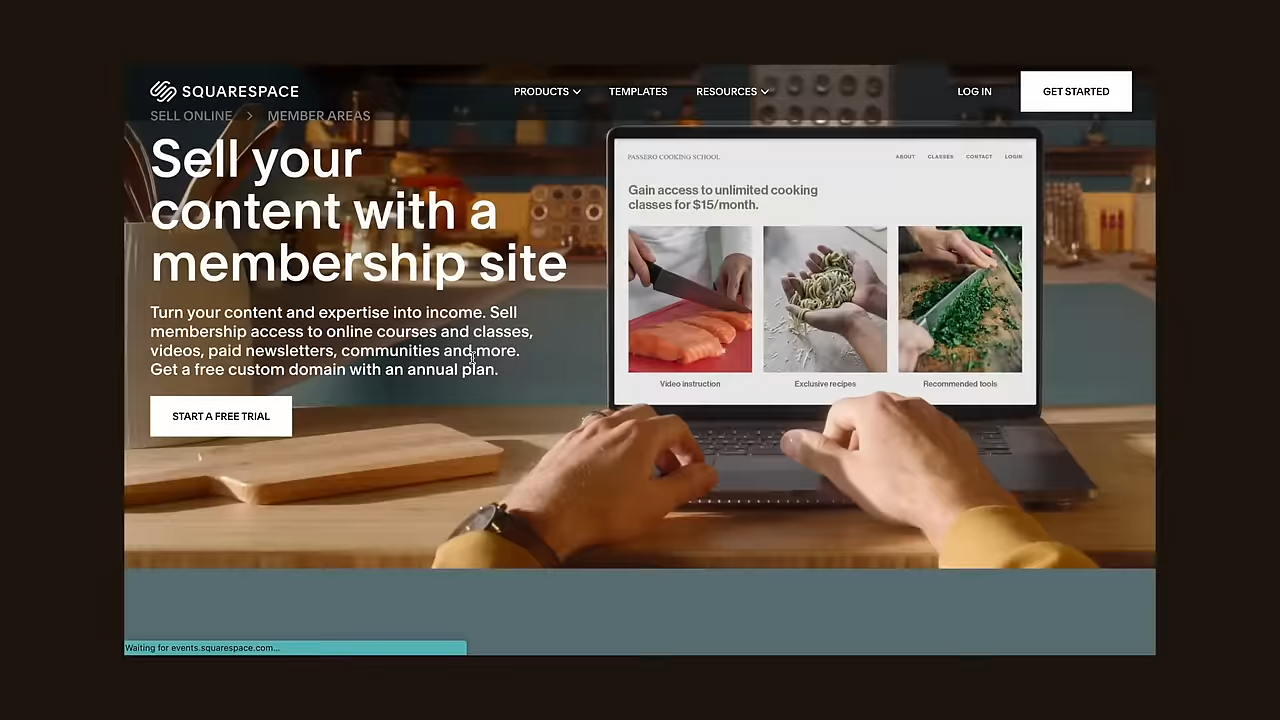 SQUARESPACE
PRODUCTS
TEMPLATES
RESOURCES
LOG IN
GET STARTED
SELL ONLINE > MEMBER AREAS
Sell your
content with a
membership site
Turn your content and expertise into income. Sell
membership access to online courses and classes,
videos, paid newsletters, communities and more.
Get a free custom domain with an annual plan.
START A FREE TRIAL
PASSERO COOKING SCHOOL
ABOUT
CLASSES
CONTACT
LOGIN
Gain access to unlimited cooking
classes for $15/month.
Video instruction
Exclusive recipes
Recommended tools
Waiting for events.squarespace.com...